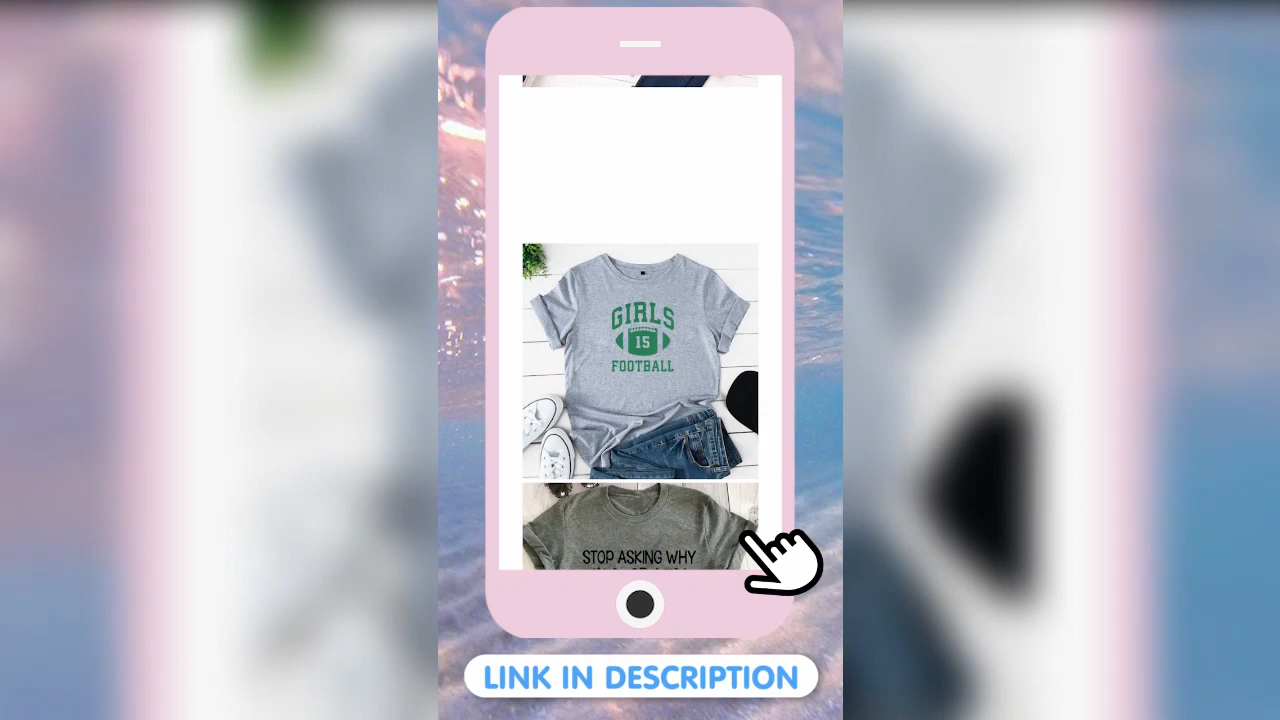 GIRLS
15
FOOTBALL
STOP ASKING WHY
LINK IN DESCRIPTION